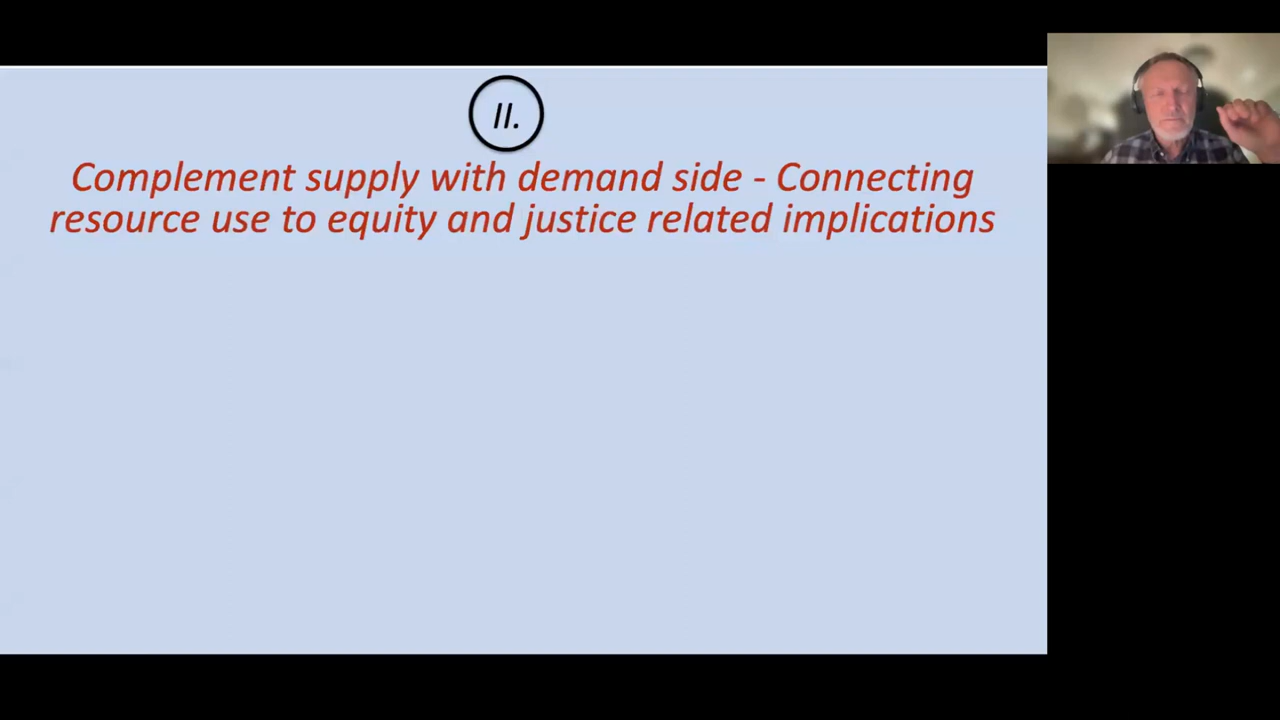 II.
Complement supply with demand side - Connecting
resource use to equity and justice related implications